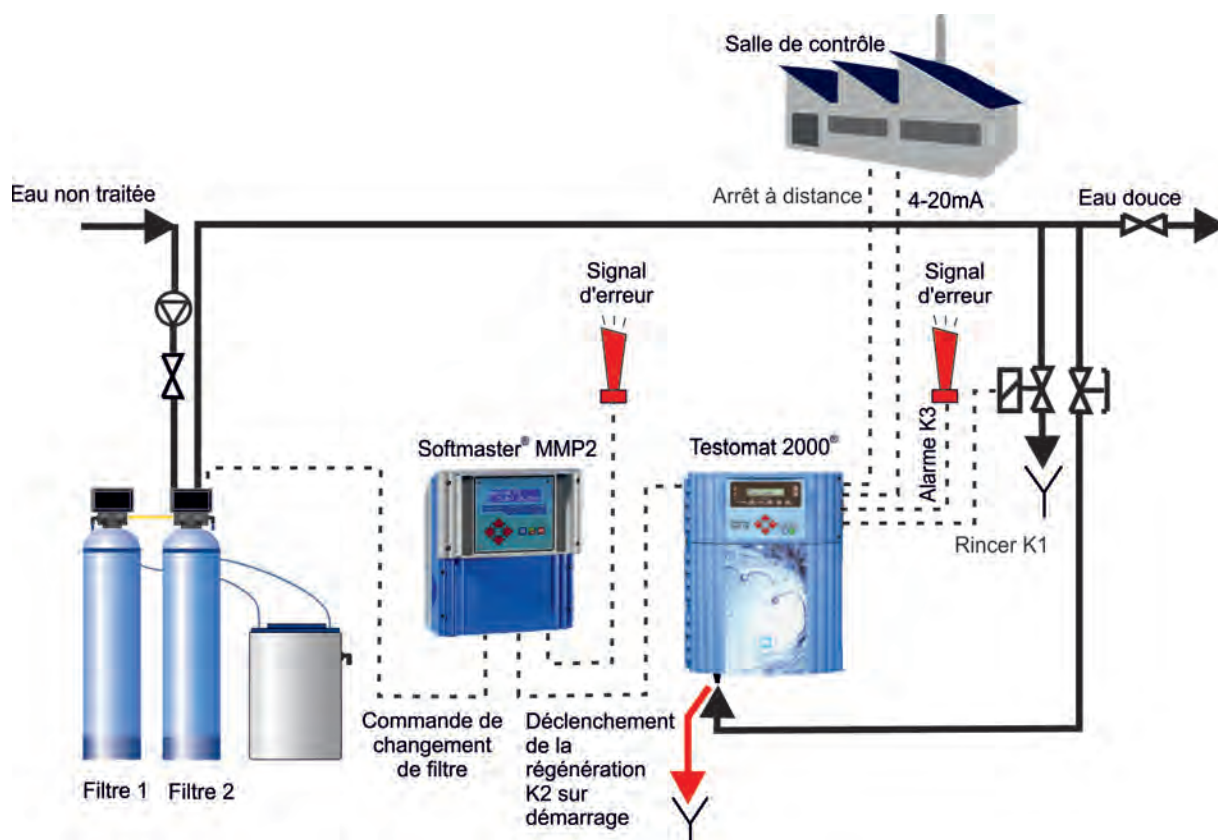 Salle de contrôle
Eau non traitée
Arrêt à distance
4-20mA
Eau douce
Signal
d'erreur
Signal
d'erreur
Alarme K3
Softmaster® MMP2
Testomat 2000®
Rincer K1
Commande de
changement
de filtre
Déclenchement
de la
régénération
K2 sur
démarrage
Filtre 1
Filtre 2